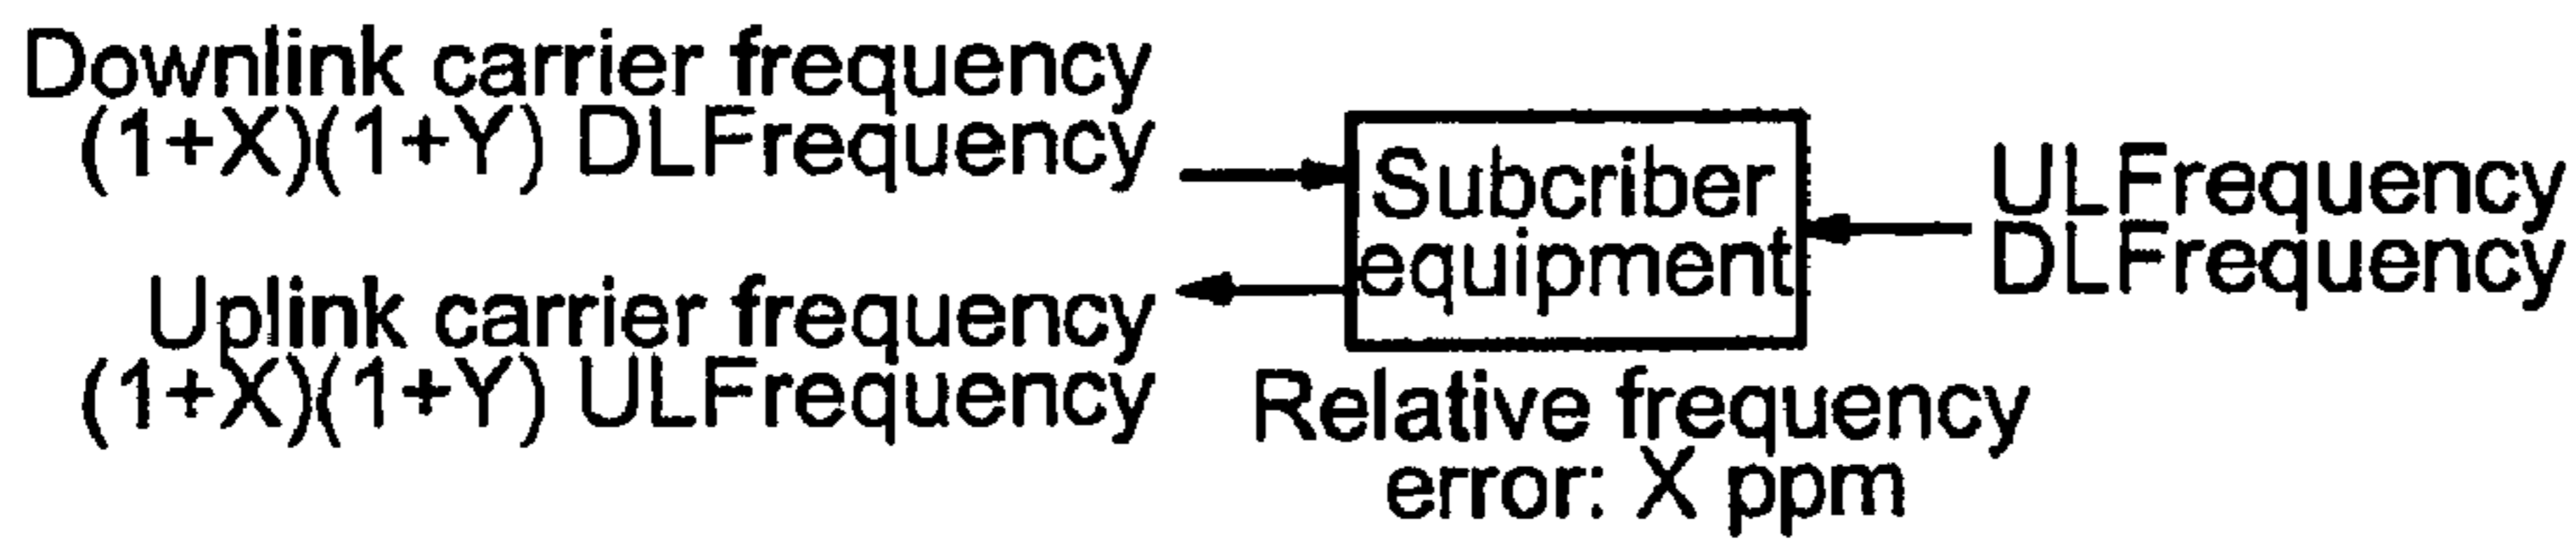 Downlink carrier frequency
(1+X)(1+Y) DLFrequency
Uplink carrier frequency
(1+X)(1+Y) ULFrequency
Subcriber
equipment
Relative frequency
error: X ppm
ULFrequency
DLFrequency